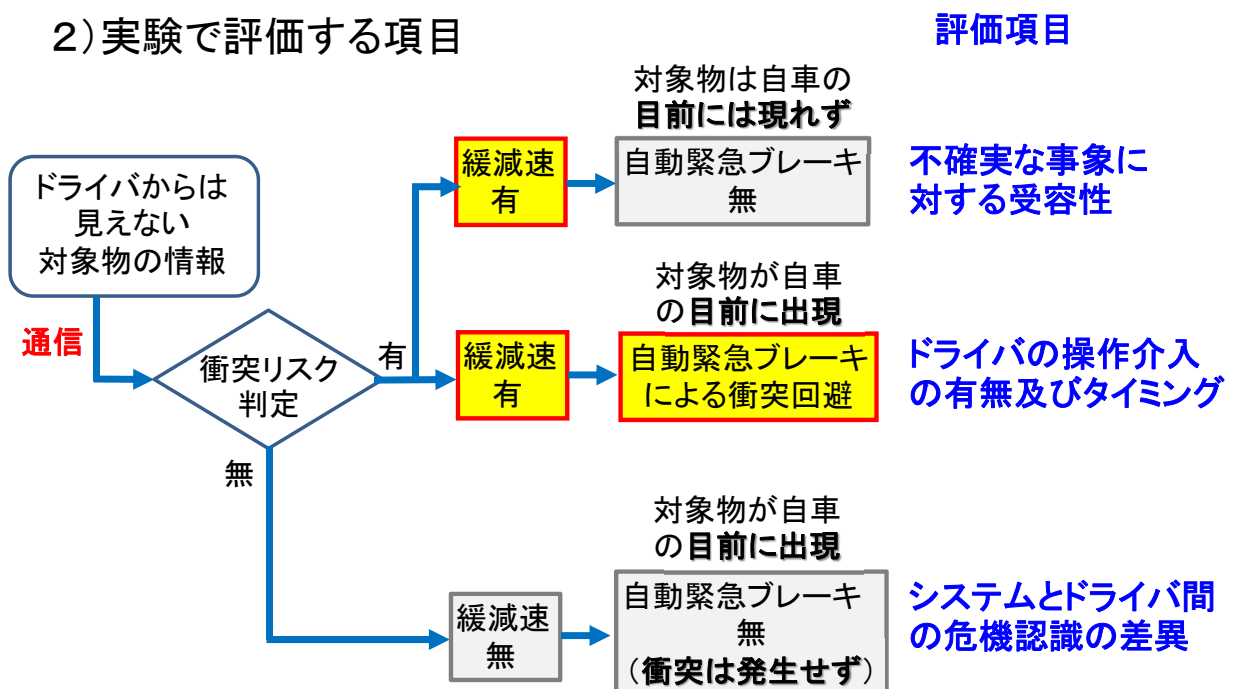 2)実験で評価する項目
評価項目
ドライバからは
見えない
対象物の情報
通信
衝突リスク
判定
有
無
対象物は自車の
目前には現れず
緩減速
有
自動緊急ブレーキ
無
不確実な事象に
対する受容性
対象物が自車
の目前に出現
緩減速
有
自動緊急ブレーキ
による衝突回避
ドライバの操作介入
の有無及びタイミング
対象物が自車
の目前に出現
緩減速
無
自動緊急ブレーキ
無
(衝突は発生せず)
システムとドライバ間
の危機認識の差異